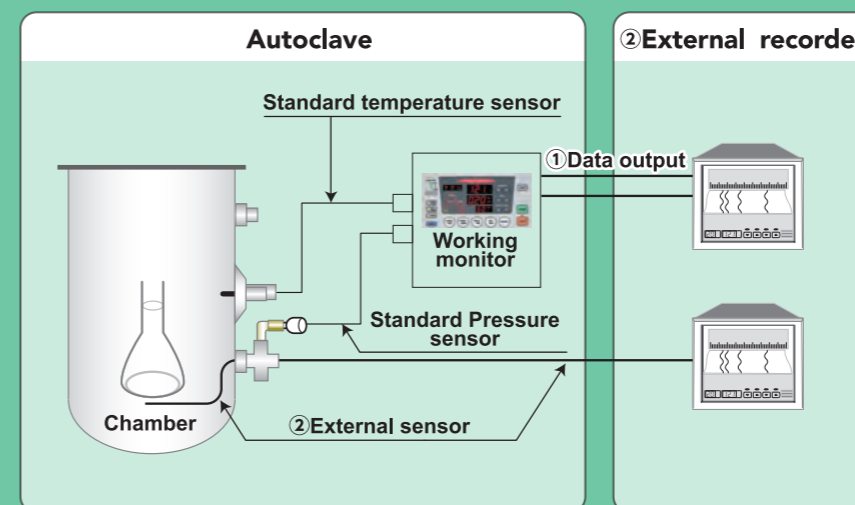 Autoclave
②External recorde
Standard temperature sensor
①Data output
Working
monitor
Standard Pressure
sensor
Chamber
②External sensor